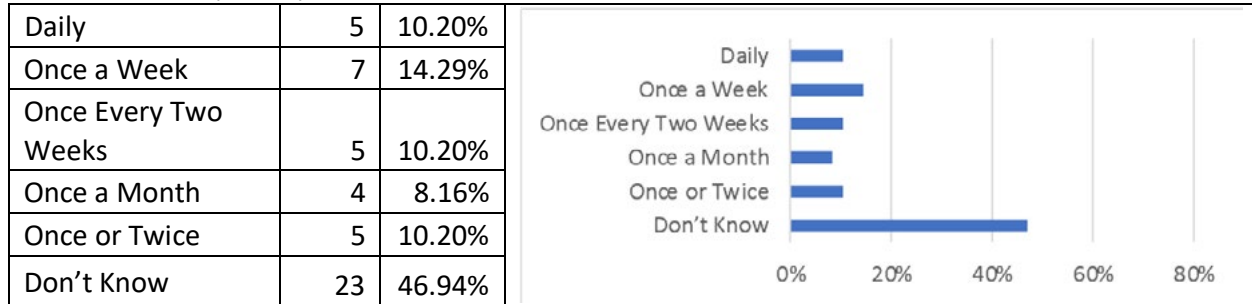 Daily 5 10.20%
Once a Week 7 14.29%
Once Every Two
Weeks 5 10.20%
Once a Month 4 8.16%
Once or Twice 5 10.20%
Don’t Know 23 46.94%
Daily
Once a Week
Once Every Two Weeks
Once a Month
Once or Twice
Don’t Know
0% 20% 40% 60% 80%